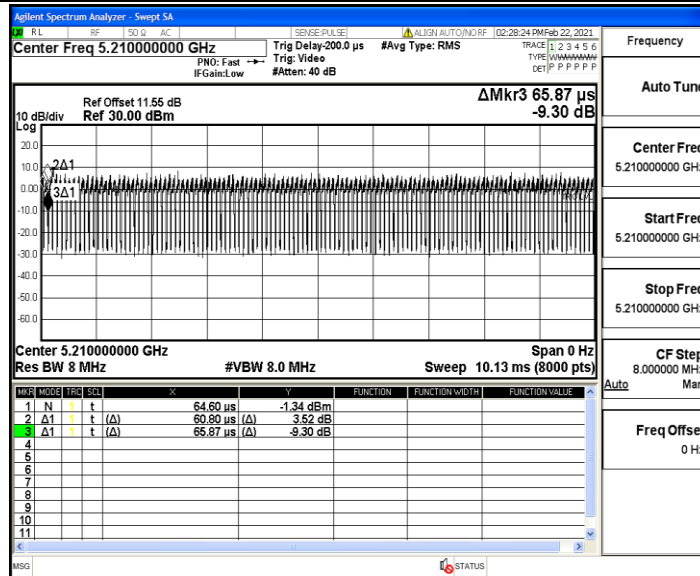 Agilent Spectrum Analyzer - Swept SA
RL RF 50 Ω AC SENSE:PULSE ALIGN AUTO/NO RF 02:28:24 PM Feb 22, 2021
Center Freq 5.210000000 GHz
Trig Delay-200.0 µs #Avg Type: RMS
TRACE 1 2 3 4 5 6
PNO: Fast Trig: Video
TYPE WWWWWW
IFGain:Low #Atten: 40 dB
DET P P P P P P
ΔMkr3 65.87 µs
-9.30 dB
Ref Offset 11.55 dB
10 dB/div Ref 30.00 dBm
Log
20.0
10.0
0.00
-10.0
-20.0
-30.0
-40.0
-50.0
-60.0
2Δ1
3Δ1
Center 5.210000000 GHz Span 0 Hz
Res BW 8 MHz #VBW 8.0 MHz Sweep 10.13 ms (8000 pts)
MKR MODE TRC SCL X Y FUNCTION FUNCTION WIDTH FUNCTION VALUE
1 N 1 t 64.60 µs -1.34 dBm
2 Δ1 1 t (Δ) 60.80 µs (Δ) 3.52 dB
3 Δ1 1 t (Δ) 65.87 µs (Δ) -9.30 dB
4
5
6
7
8
9
10
11
MSG STATUS
Frequency
Auto Tune
Center Freq
5.210000000 GHz
Start Freq
5.210000000 GHz
Stop Freq
5.210000000 GHz
CF Step
8.000000 MHz
Auto Man
Freq Offset
0 Hz